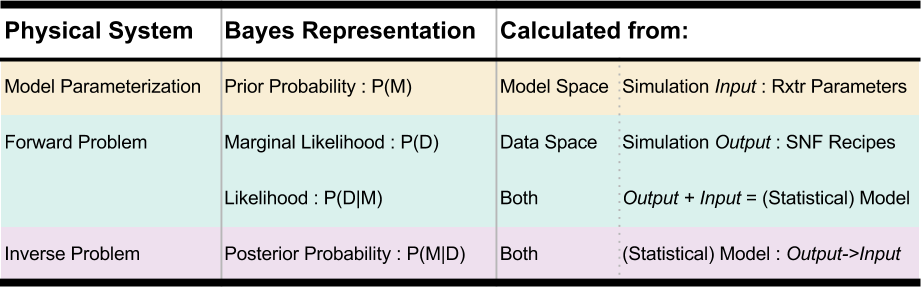 Physical System Bayes Representation Calculated from:
Model Parameterization Prior Probability : P(M) Model Space Simulation Input : Rxtr Parameters
Forward Problem Marginal Likelihood : P(D) Data Space Simulation Output : SNF Recipes
Likelihood : P(D|M) Both Output + Input = (Statistical) Model
Inverse Problem Posterior Probability : P(M|D) Both (Statistical) Model : Output->Input